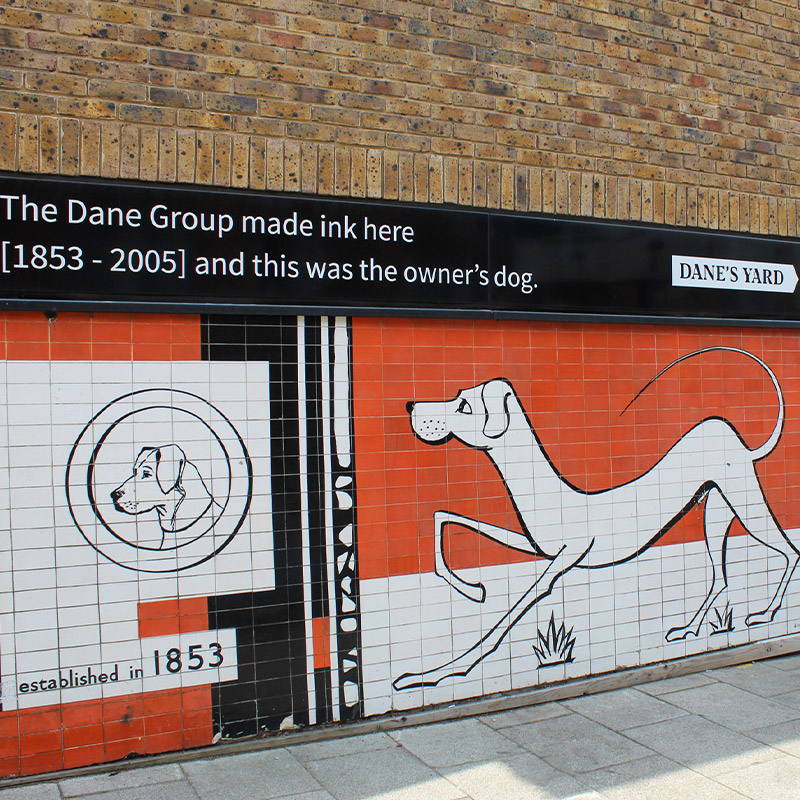 The Dane Group made ink here
[1853 - 2005] and this was the owner's dog.
DANE'S YARD
established in 1853